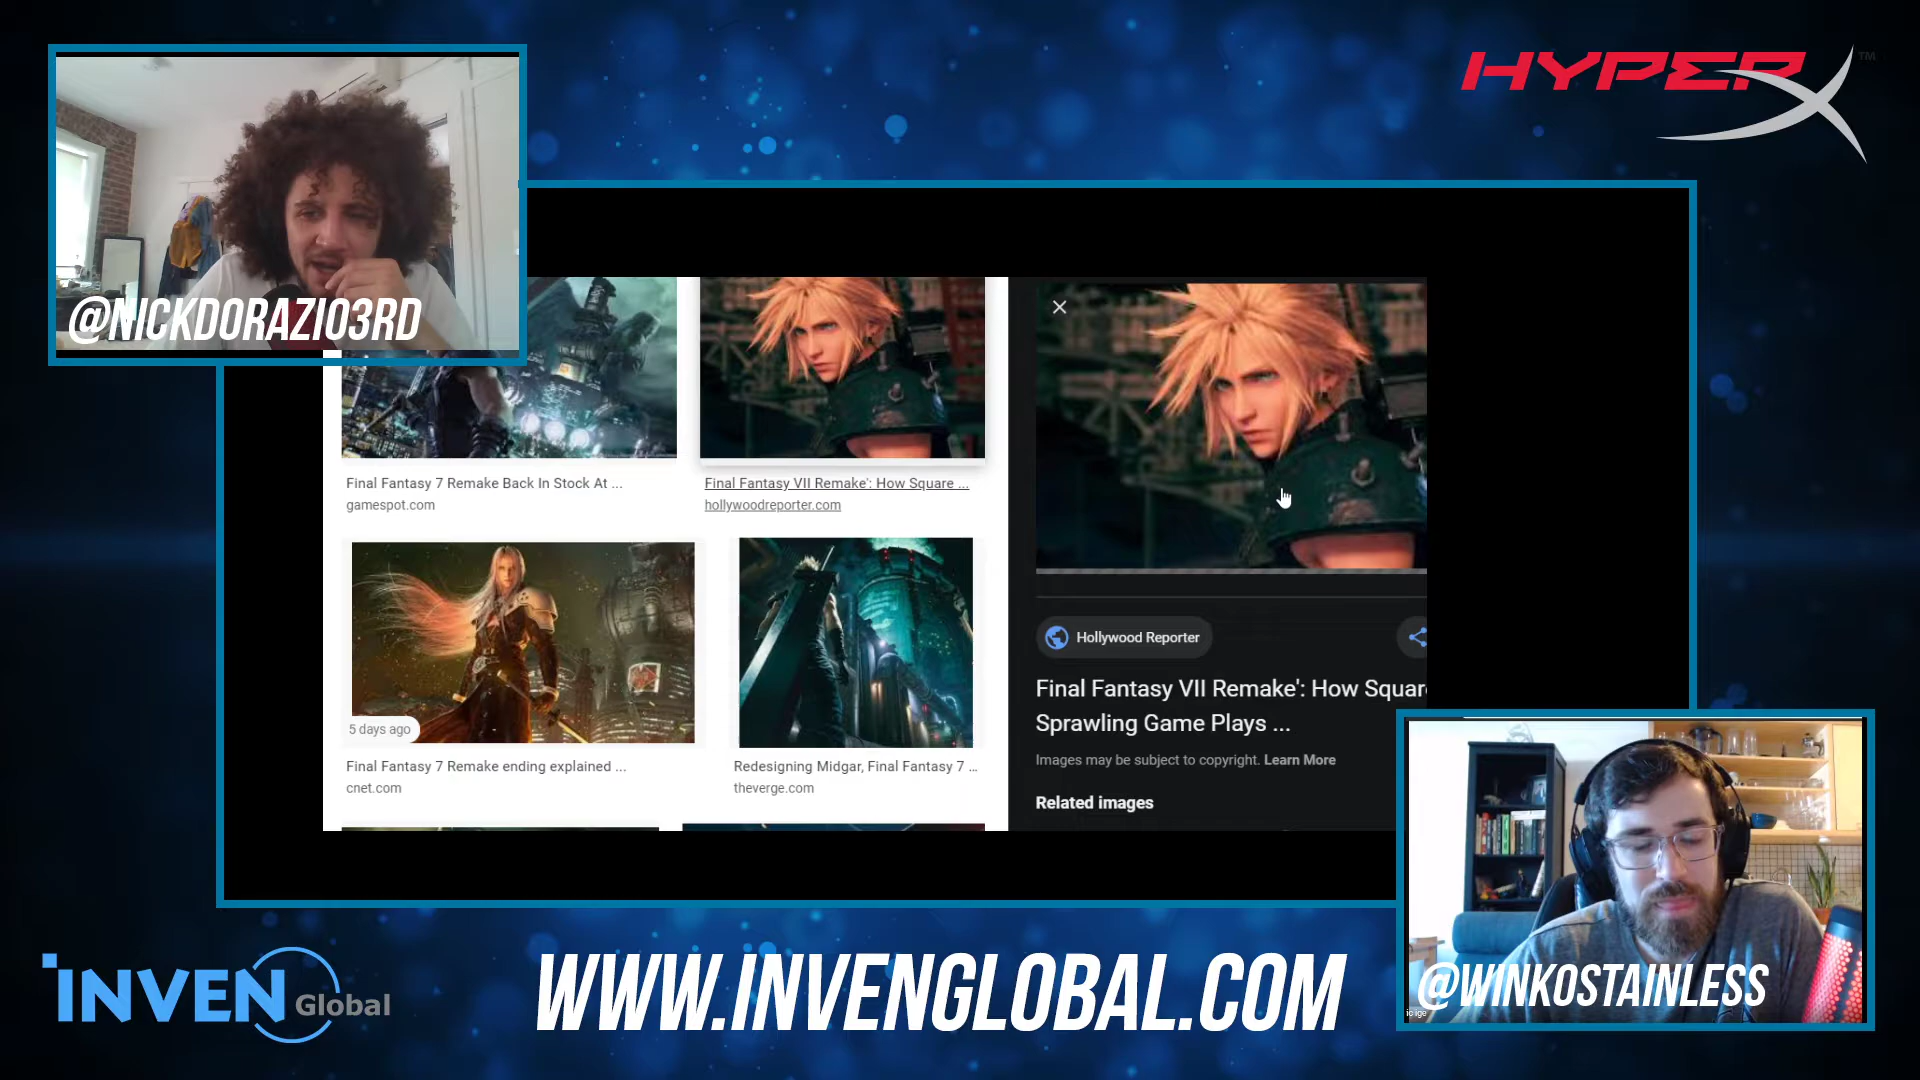 HYPERX™
@NICKDORAZIO3RD
Final Fantasy 7 Remake Back In Stock At ...
gamespot.com
Final Fantasy VII Remake': How Square ...
hollywoodreporter.com
5 days ago
Final Fantasy 7 Remake ending explained ...
cnet.com
Redesigning Midgar, Final Fantasy 7 ...
theverge.com
Hollywood Reporter
Final Fantasy VII Remake': How Squar
Sprawling Game Plays ...
Images may be subject to copyright. Learn More
Related images
@WINKOSTAINLESS
INVEN Global
WWW.INVENGLOBAL.COM